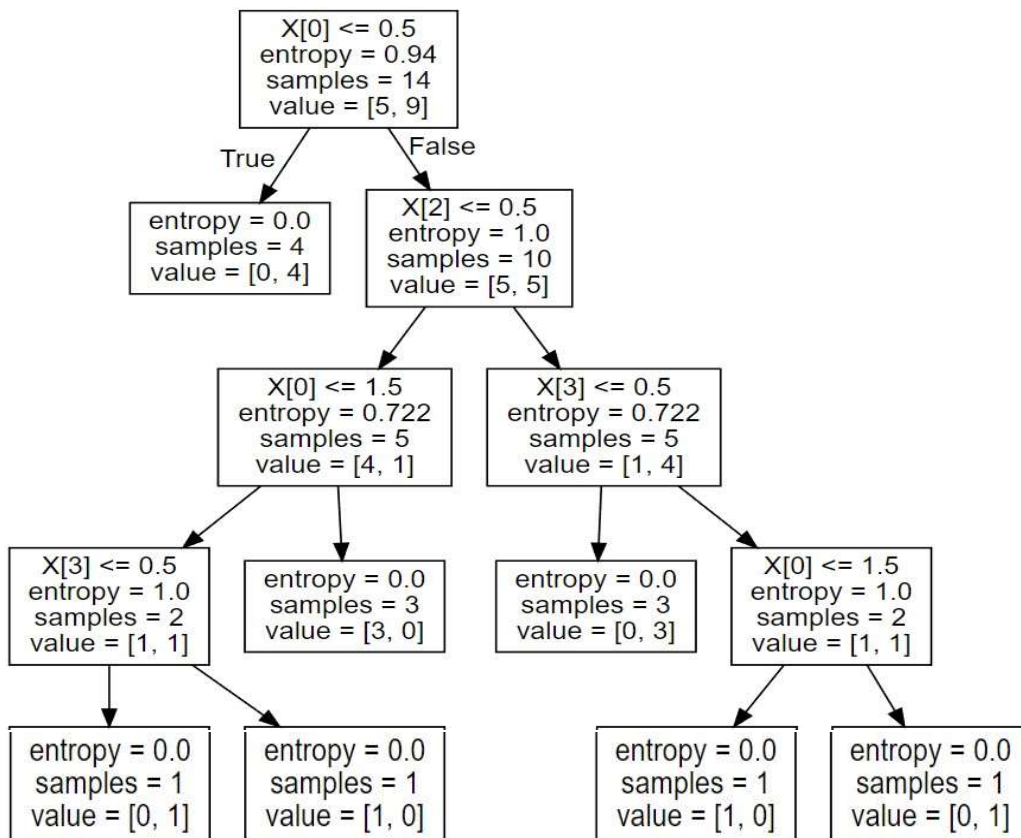 X[0] <= 0.5
entropy = 0.94
samples = 14
value = [5, 9]
True
False
entropy = 0.0
samples = 4
value = [0, 4]
X[2] <= 0.5
entropy = 1.0
samples = 10
value = [5, 5]
X[0] <= 1.5
entropy = 0.722
samples = 5
value = [4, 1]
X[3] <= 0.5
entropy = 0.722
samples = 5
value = [1, 4]
X[3] <= 0.5
entropy = 1.0
samples = 2
value = [1, 1]
entropy = 0.0
samples = 3
value = [3, 0]
entropy = 0.0
samples = 3
value = [0, 3]
X[0] <= 1.5
entropy = 1.0
samples = 2
value = [1, 1]
entropy = 0.0
samples = 1
value = [0, 1]
entropy = 0.0
samples = 1
value = [1, 0]
entropy = 0.0
samples = 1
value = [1, 0]
entropy = 0.0
samples = 1
value = [0, 1]